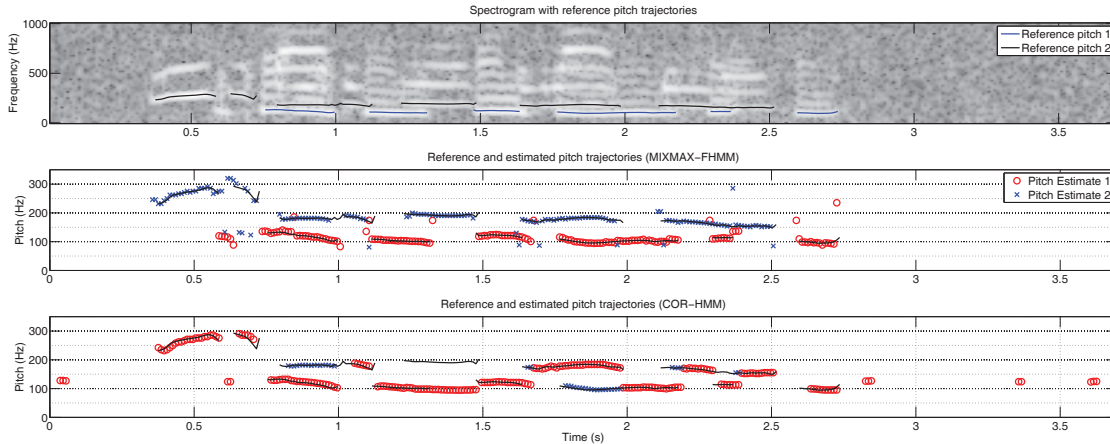 Spectrogram with reference pitch trajectories
1000
500
0
Frequency (Hz)
Reference pitch 1
Reference pitch 2
0.5 1 1.5 2 2.5 3 3.5
Reference and estimated pitch trajectories (MIXMAX−FHMM)
300
200
100
0
Pitch (Hz)
Pitch Estimate 1
Pitch Estimate 2
0 0.5 1 1.5 2 2.5 3 3.5
Reference and estimated pitch trajectories (COR−HMM)
300
200
100
0
Pitch (Hz)
0 0.5 1 1.5 2 2.5 3 3.5
Time (s)